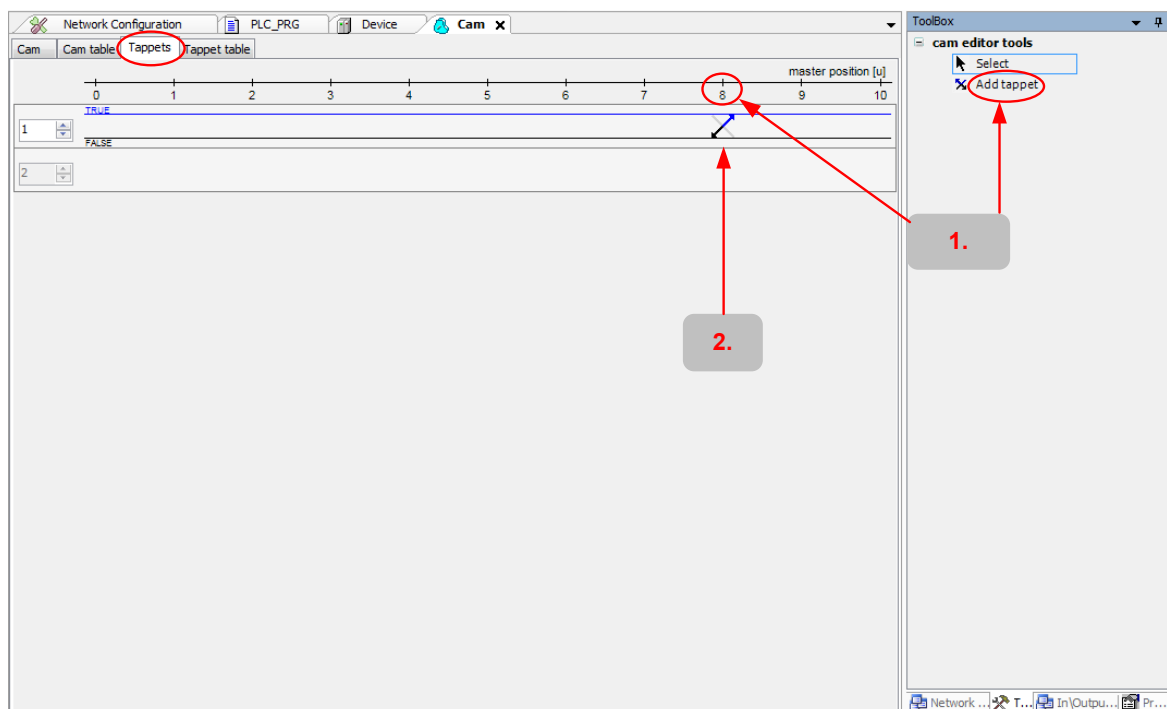 Network Configuration PLC_PRG Device Cam X ToolBox
Cam Cam table Tappets Tappet table
cam editor tools
Select
Add tappet
master position [u]
0 1 2 3 4 5 6 7 8 9 10
TRUE
1
FALSE
2
1.
2.
Network ... T... In\Outpu... Pr...